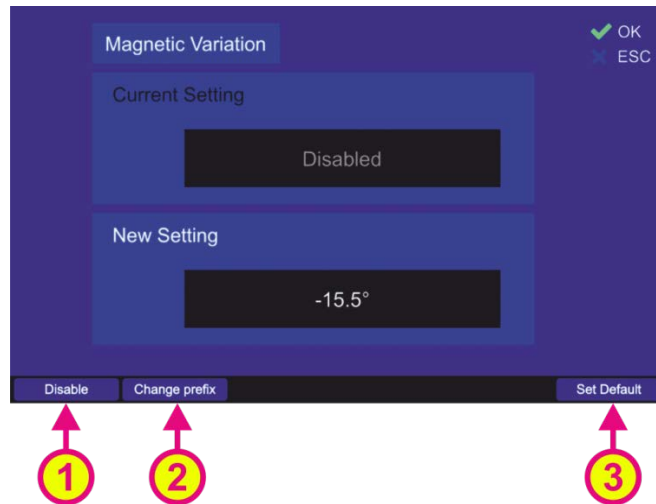 Magnetic Variation
OK
ESC
Current Setting
Disabled
New Setting
-15.5°
Disable Change prefix Set Default
1 2 3